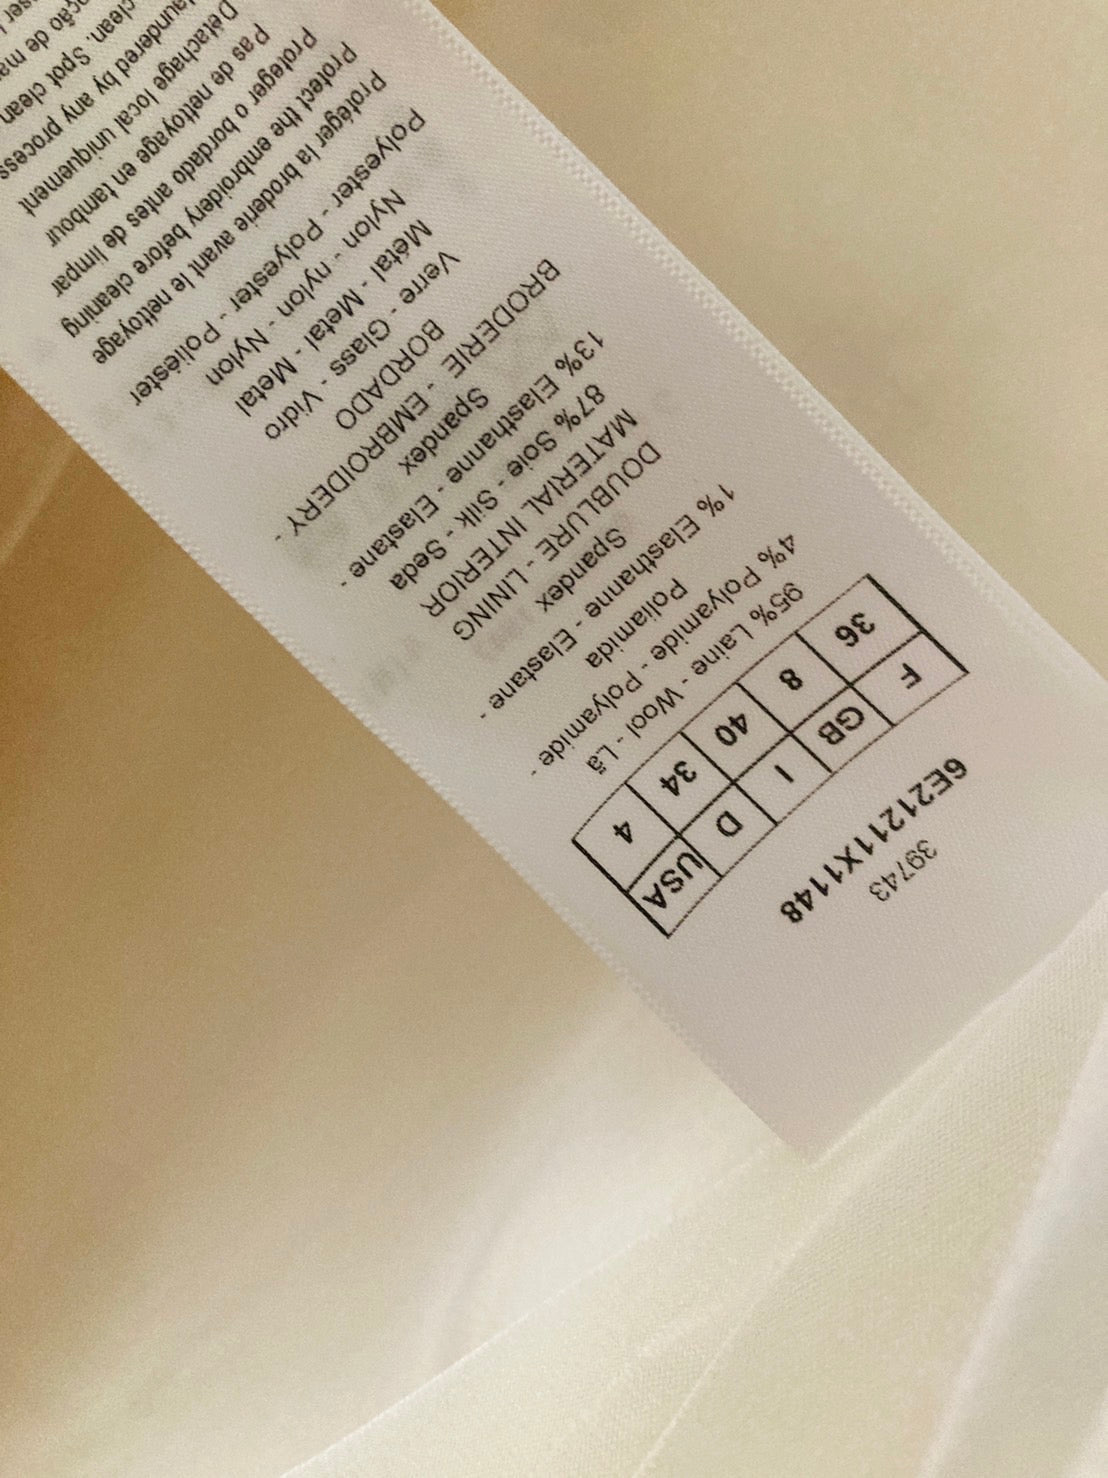 39743
6E21211X1148
F GB I D USA
36 8 40 34 4
95% Laine - Wool - Lã
4% Polyamide - Polyamide -
Poliamida
1% Elasthanne - Elastane -
Spandex
DOUBLURE - LINING
MATERIAL INTERIOR
87% Soie - Silk - Seda
13% Elasthanne - Elastane -
Spandex
BRODERIE - EMBROIDERY -
BORDADO
Verre - Glass - Vidro
Métal - Metal - Metal
Nylon - nylon - Nylon
Polyester - Polyester - Poliéster
Protéger la broderie avant le nettoyage
Protect the embroidery before cleaning
Proteger o bordado antes de limpar
Pas de nettoyage en tambour
Détachage local uniquement
laundered by any process
clean. Spot clean